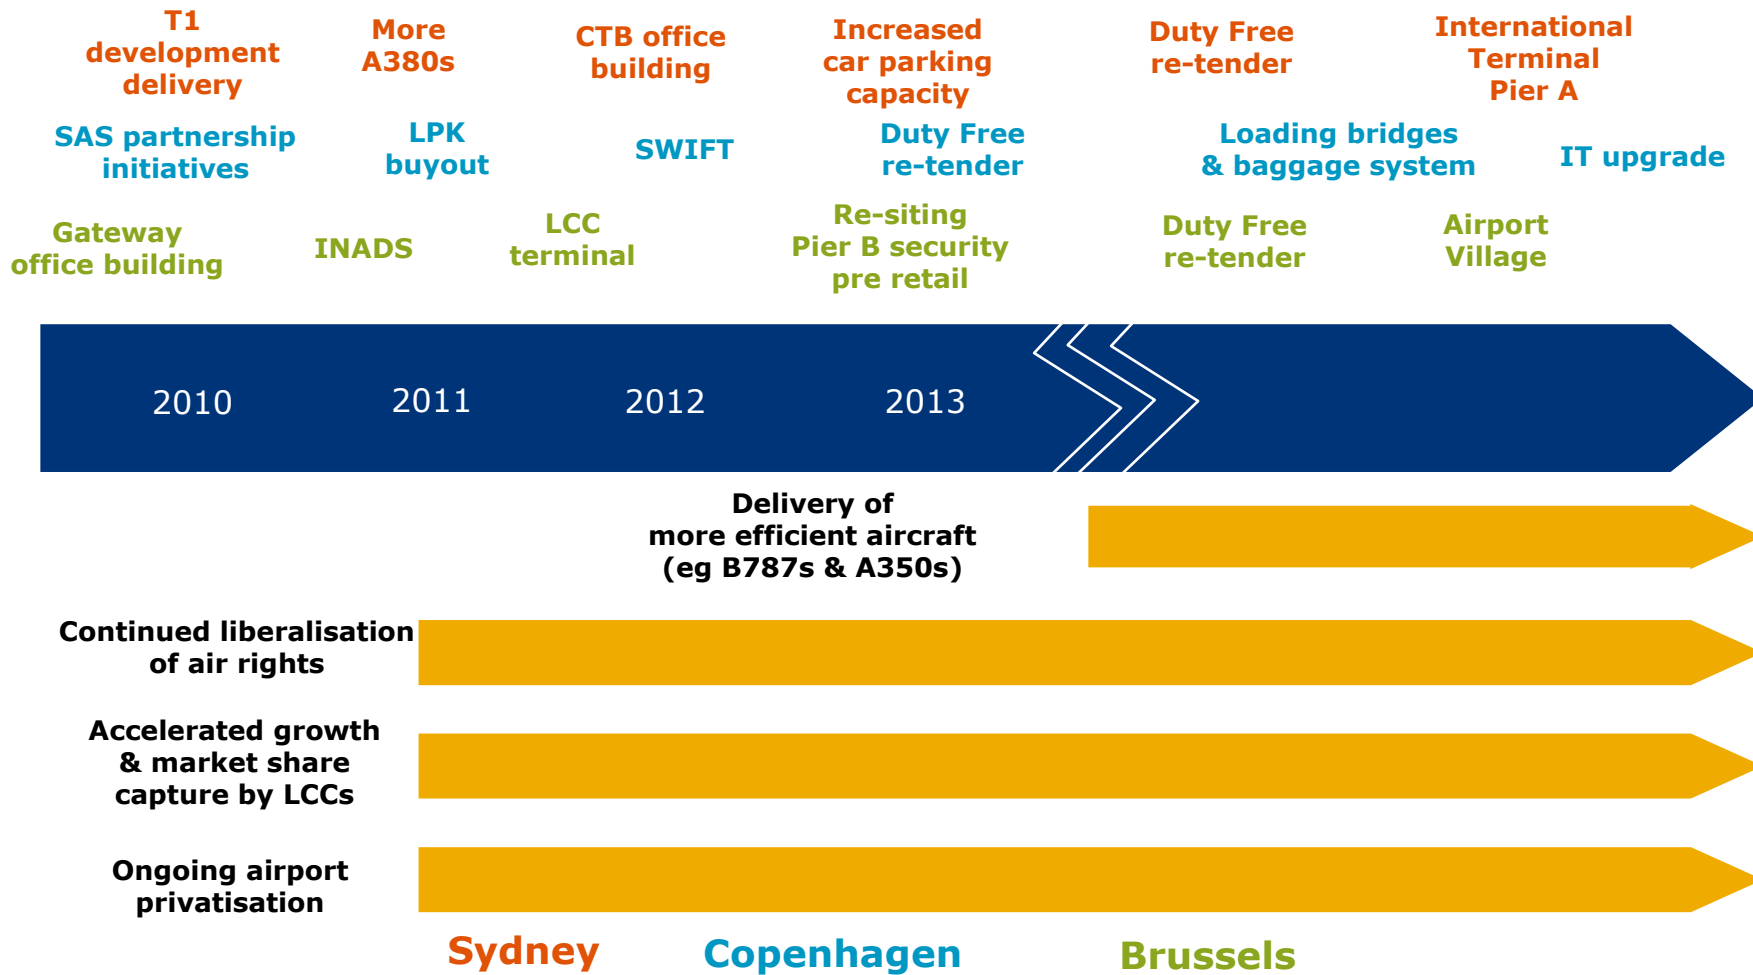 T1
development
delivery
More
A380s
CTB office
building
Increased
car parking
capacity
Duty Free
re-tender
International
Terminal
Pier A
SAS partnership
initiatives
LPK
buyout
SWIFT
Duty Free
re-tender
Loading bridges
& baggage system
IT upgrade
Gateway
office building
INADS
LCC
terminal
Re-siting
Pier B security
pre retail
Duty Free
re-tender
Airport
Village
2010
2011
2012
2013
Delivery of
more efficient aircraft
(eg B787s & A350s)
Continued liberalisation
of air rights
Accelerated growth
& market share
capture by LCCs
Ongoing airport
privatisation
Sydney
Copenhagen
Brussels